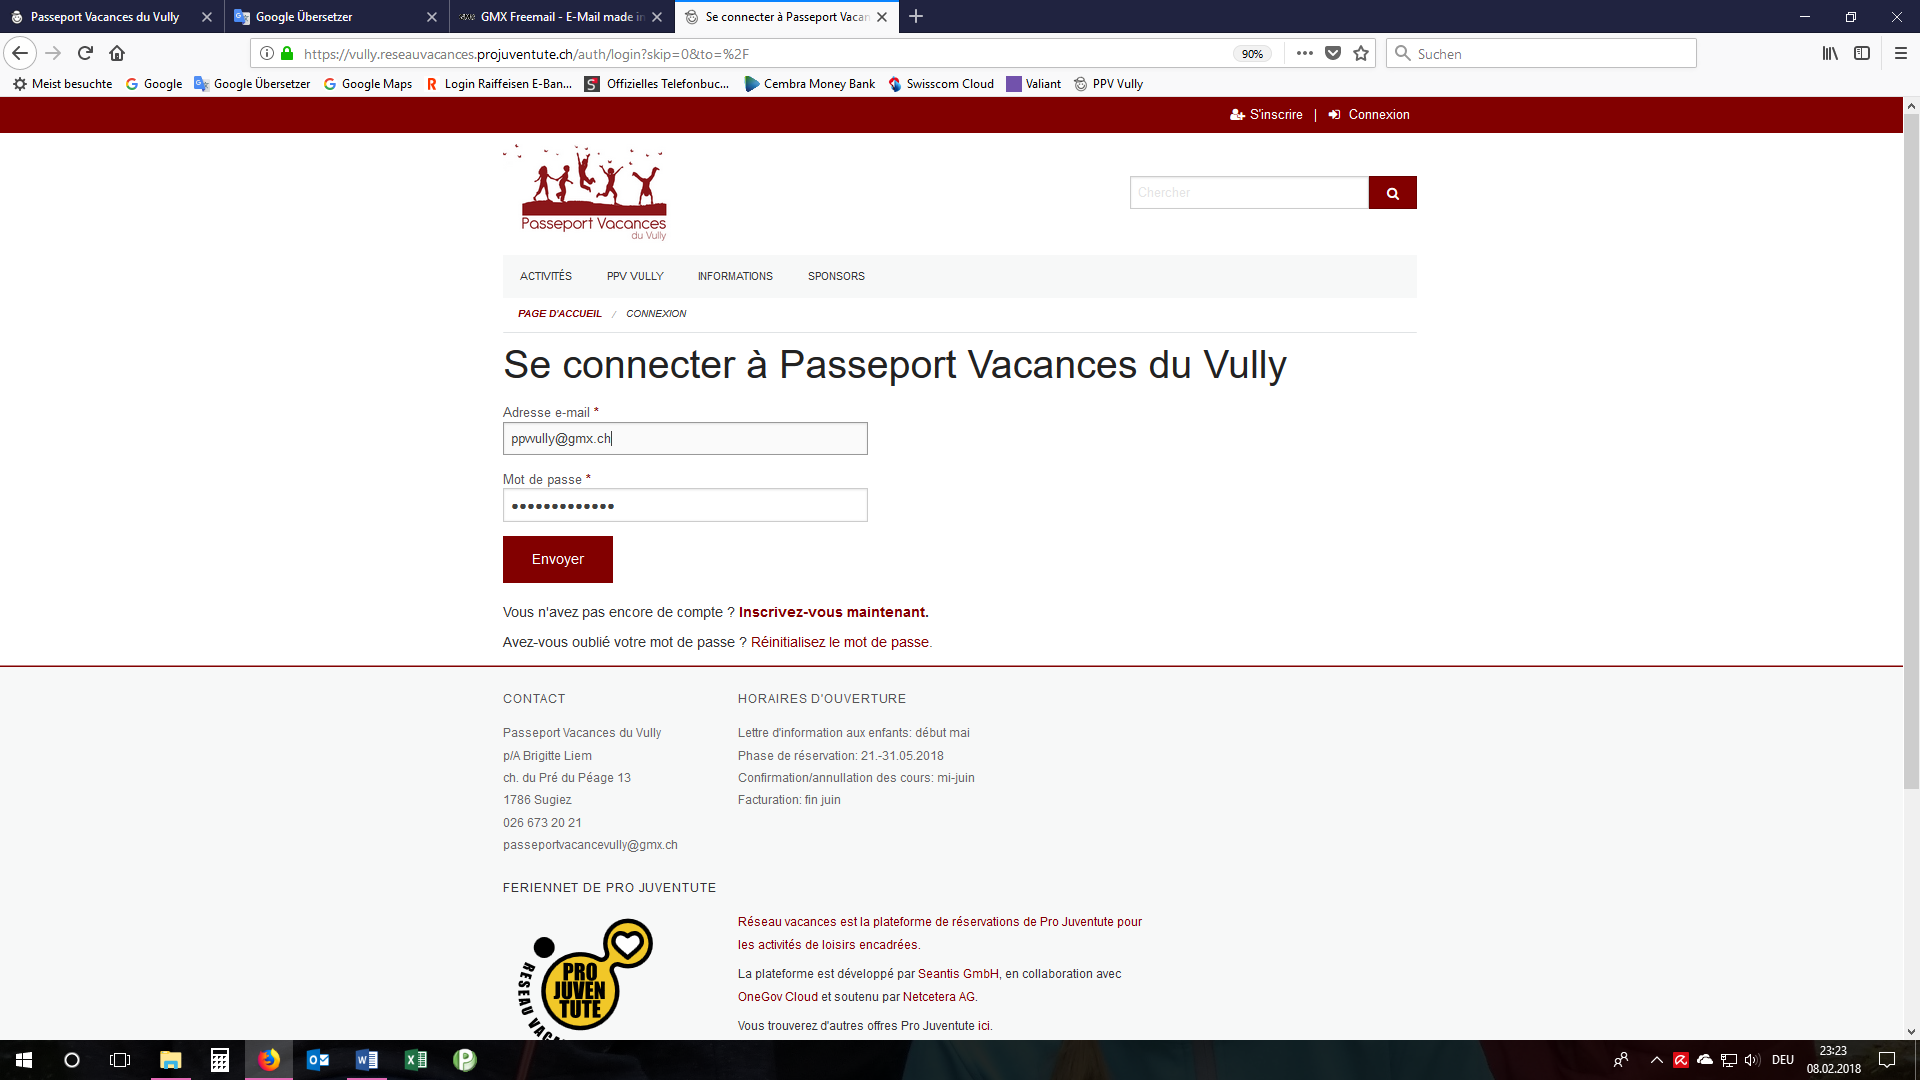 Passeport Vacances du Vully
Google Übersetzer
GMX Freemail - E-Mail made in
Se connecter à Passeport Vacan
https://vully.reseauvacances.projuventute.ch/auth/login?skip=0&to=%2F
90%
Suchen
Meist besuchte
Google
Google Übersetzer
Google Maps
Login Raiffeisen E-Ban...
Offizielles Telefonbuc...
Cembra Money Bank
Swisscom Cloud
Valiant
PPV Vully
S'inscrire | Connexion
Passeport Vacances
du Vully
Chercher
ACTIVITÉS
PPV VULLY
INFORMATIONS
SPONSORS
PAGE D'ACCUEIL / CONNEXION
Se connecter à Passeport Vacances du Vully
Adresse e-mail *
ppvvully@gmx.ch
Mot de passe *
Envoyer
Vous n'avez pas encore de compte ? Inscrivez-vous maintenant.
Avez-vous oublié votre mot de passe ? Réinitialisez le mot de passe.
CONTACT
Passeport Vacances du Vully
p/A Brigitte Liem
ch. du Pré du Péage 13
1786 Sugiez
026 673 20 21
passeportvacancevully@gmx.ch
HORAIRES D'OUVERTURE
Lettre d'information aux enfants: début mai
Phase de réservation: 21.-31.05.2018
Confirmation/annullation des cours: mi-juin
Facturation: fin juin
FERIENNET DE PRO JUVENTUTE
PRO
JUVEN
TUTE
RESEAU VAC
Réseau vacances est la plateforme de réservations de Pro Juventute pour
les activités de loisirs encadrées.
La plateforme est développé par Seantis GmbH, en collaboration avec
OneGov Cloud et soutenu par Netcetera AG.
Vous trouverez d'autres offres Pro Juventute ici.
DEU
23:23
08.02.2018